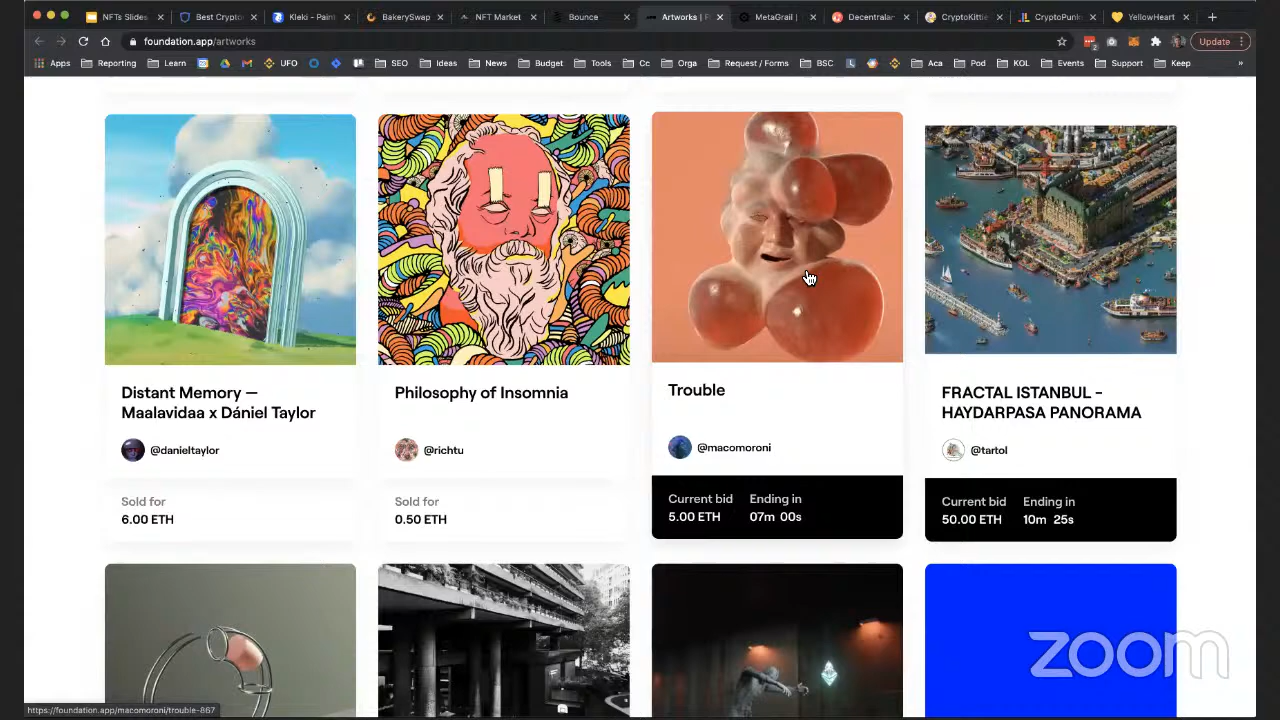 NFTs Slides
Best Crypto
Kleki - Pain
BakerySwap
NFT Market
Bounce
Artworks | F
MetaGrail |
Decentralan
CryptoKittie
CryptoPunk
YellowHeart
foundation.app/artworks
2
Update
Apps
Reporting
Learn
UFO
SEO
Ideas
News
Budget
Tools
Cc
Orga
Request / Forms
BSC
Aca
Pod
KOL
Events
Support
Keep
»
Distant Memory —
Maalavidaa x Dániel Taylor
@danieltaylor
Sold for
6.00 ETH
Philosophy of Insomnia
@richtu
Sold for
0.50 ETH
Trouble
@macomoroni
Current bid
Ending in
5.00 ETH
07m 00s
FRACTAL ISTANBUL -
HAYDARPASA PANORAMA
@tartol
Current bid
Ending in
50.00 ETH
10m 25s
zoom
https://foundation.app/macomoroni/trouble-867